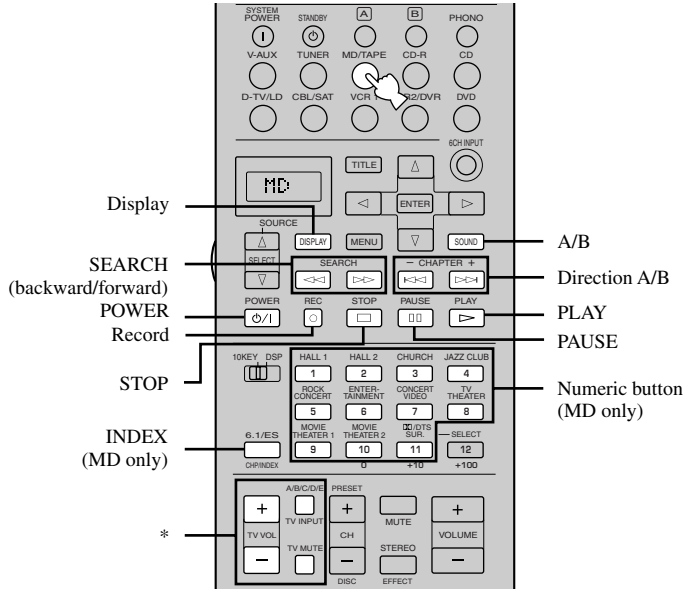 SYSTEM
POWER STANDBY A B PHONO
V-AUX TUNER MD/TAPE CD-R CD
D-TV/LD CBL/SAT VCR 1 R2/DVR DVD
6CH INPUT
TITLE
MD
ENTER
Display
SOURCE
DISPLAY MENU SOUND
A/B
SELECT
SEARCH
(backward/forward)
SEARCH
– CHAPTER +
Direction A/B
POWER
Record
POWER REC STOP PAUSE PLAY
PLAY
PAUSE
STOP
10KEY DSP
HALL 1 HALL 2 CHURCH JAZZ CLUB
1 2 3 4
ROCK CONCERT ENTER-TAINMENT CONCERT VIDEO TV THEATER
5 6 7 8
Numeric button
(MD only)
MOVIE THEATER 1 MOVIE THEATER 2 /DTS SUR. SELECT
9 10 11 12
0 +10 +100
INDEX
(MD only)
6.1/ES
CHP/INDEX
*
A/B/C/D/E PRESET
+ + +
TV INPUT MUTE
TV VOL CH VOLUME
TV MUTE STEREO
– – –
DISC EFFECT